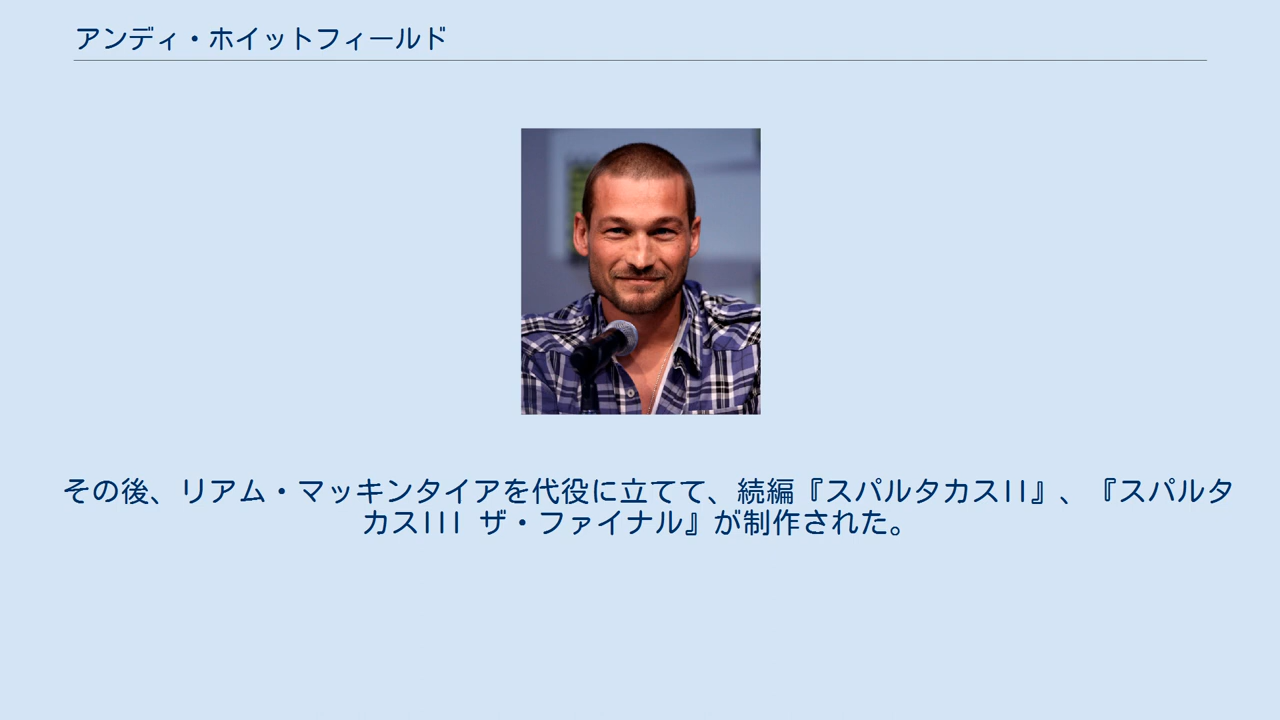 アンディ・ホイットフィールド
その後、リアム・マッキンタイアを代役に立てて、続編『スパルタカスII』、『スパルタ
カスIII ザ・ファイナル』が制作された。